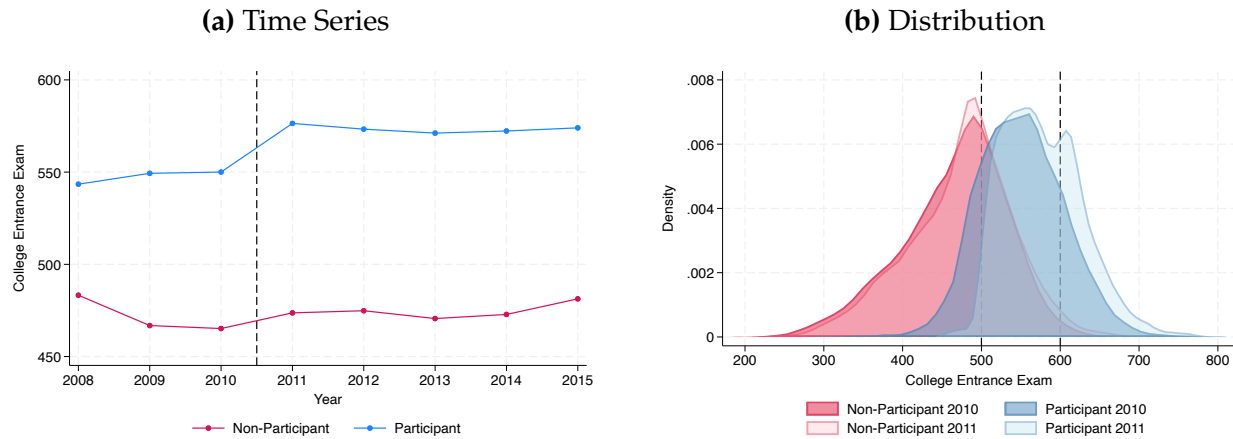 (a) Time Series
600
550
500
450
College Entrance Exam
2008 2009 2010 2011 2012 2013 2014 2015
Year
Non-Participant Participant
(b) Distribution
.008
.006
.004
.002
0
Density
200 300 400 500 600 700 800
College Entrance Exam
Non-Participant 2010 Participant 2010
Non-Participant 2011 Participant 2011